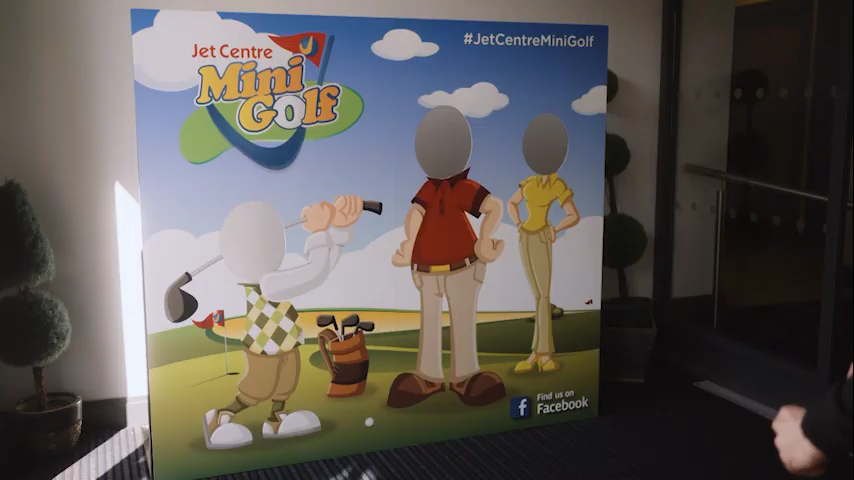 Jet Centre
Mini
Golf
#JetCentreMiniGolf
Find us on
Facebook